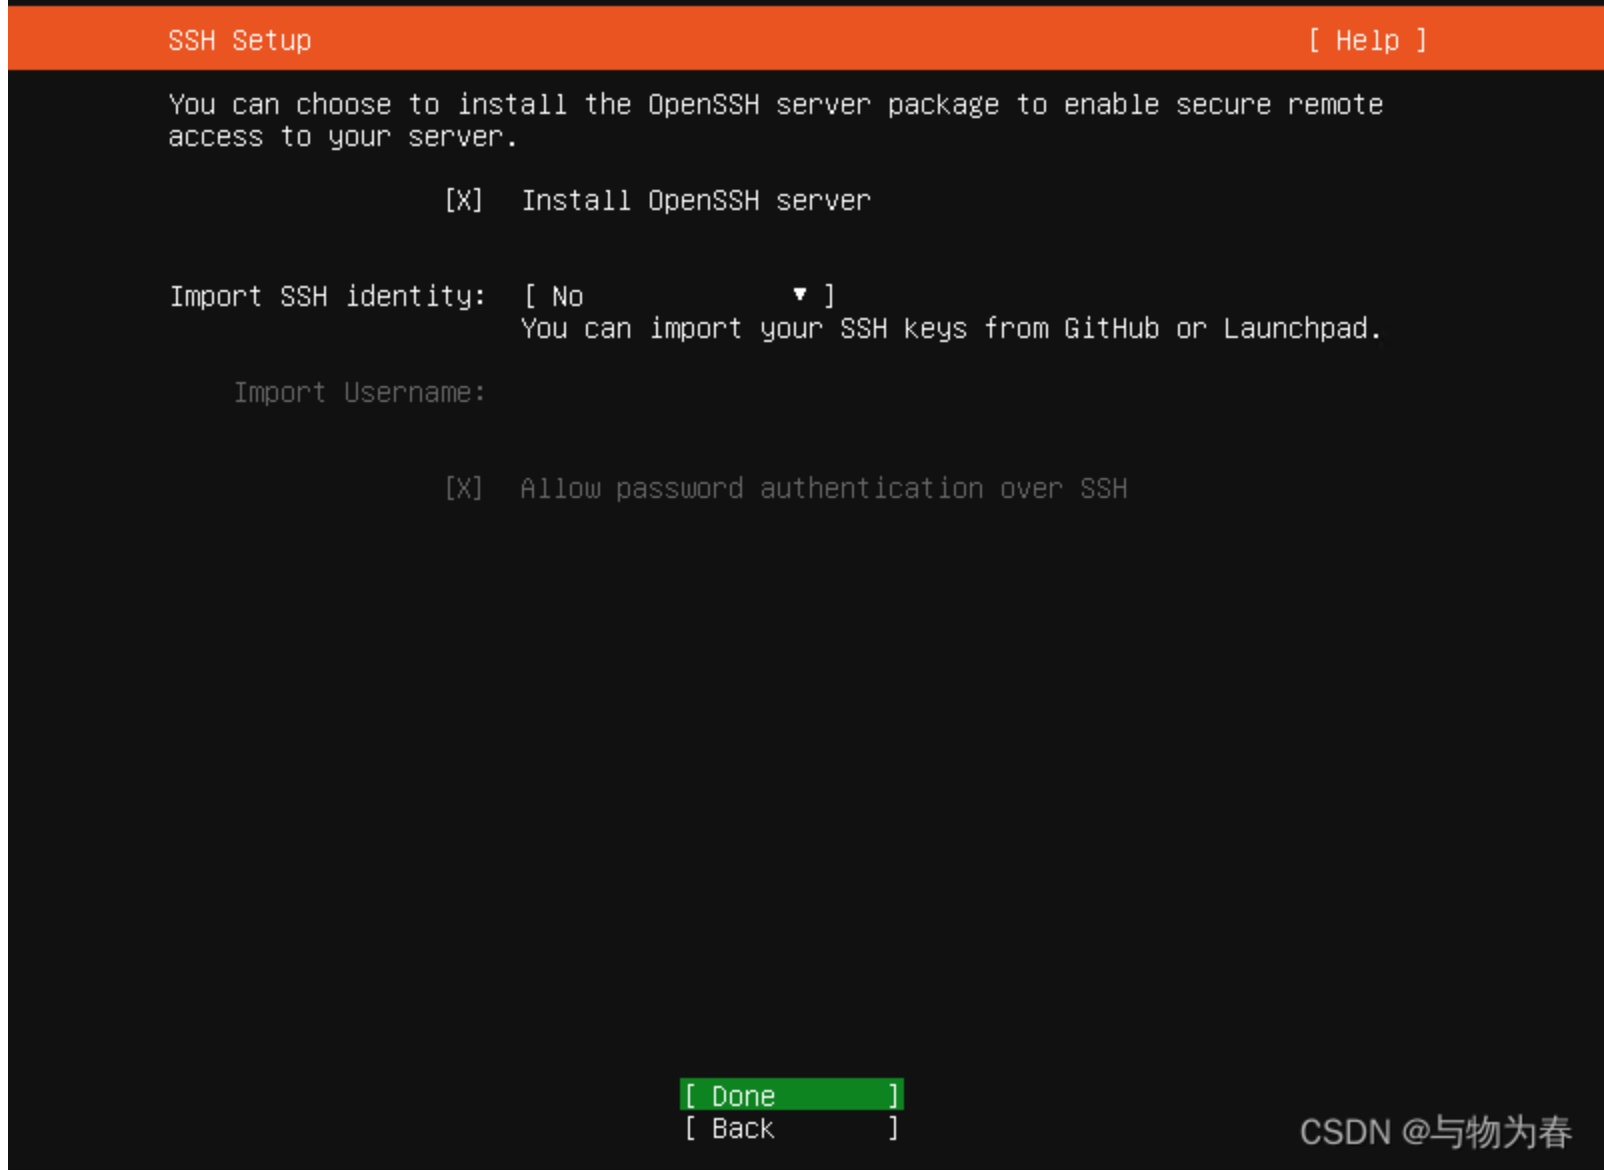 SSH Setup [ Help ]
You can choose to install the OpenSSH server package to enable secure remote
access to your server.
[X] Install OpenSSH server
Import SSH identity: [ No ▾ ]
You can import your SSH keys from GitHub or Launchpad.
Import Username:
[X] Allow password authentication over SSH
[ Done ]
[ Back ]
CSDN @与物为春